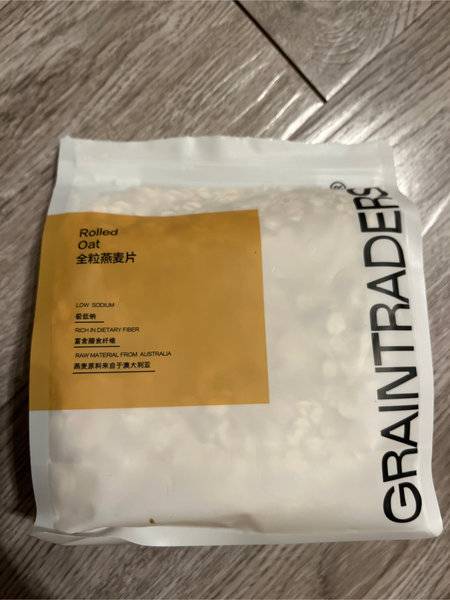 Rolled
Oat
全粒燕麦片
LOW SODIUM
极低钠
RICH IN DIETARY FIBER
富含膳食纤维
RAW MATERIAL FROM AUSTRALIA
燕麦原料来自于澳大利亚
GRAINTRADERS®